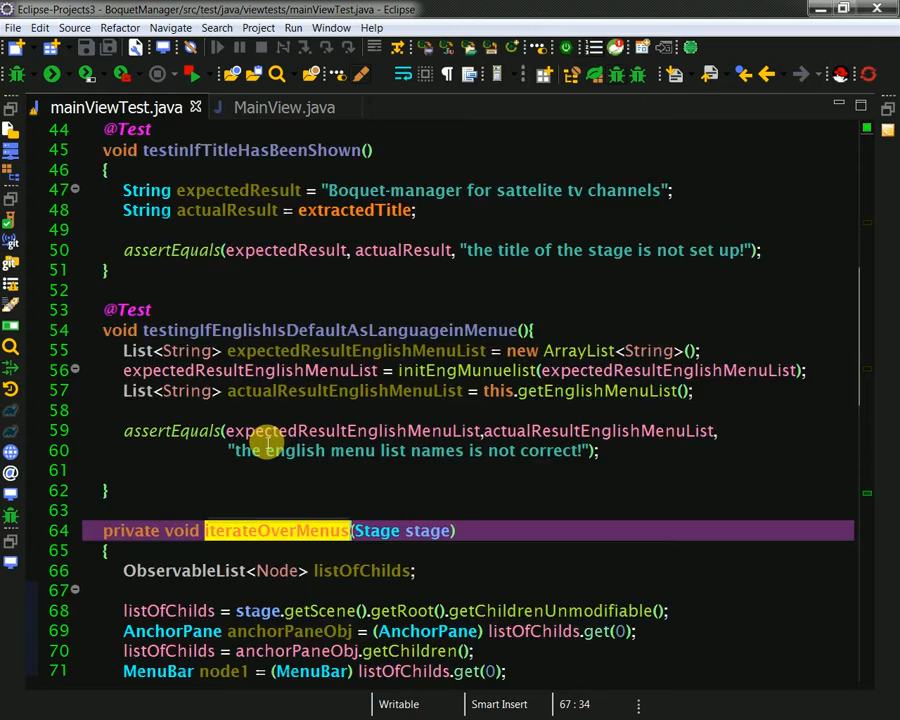 Eclipse-Projects3 - BoquetManager/src/test/java/viewtests/mainViewTest.java - Eclipse
File Edit Source Refactor Navigate Search Project Run Window Help
mainViewTest.java MainView.java
44 @Test
45 void testinIfTitleHasBeenShown()
46 {
47 String expectedResult = "Boquet-manager for sattelite tv channels";
48 String actualResult = extractedTitle;
49
50 assertEquals(expectedResult, actualResult, "the title of the stage is not set up!");
51 }
52
53 @Test
54 void testingIfEnglishIsDefaultAsLanguageinMenue(){
55 List<String> expectedResultEnglishMenuList = new ArrayList<String>();
56 expectedResultEnglishMenuList = initEngMunuelist(expectedResultEnglishMenuList);
57 List<String> actualResultEnglishMenuList = this.getEnglishMenuList();
58
59 assertEquals(expectedResultEnglishMenuList,actualResultEnglishMenuList,
60 "the english menu list names is not correct!");
61
62 }
63
64 private void iterateOverMenus(Stage stage)
65 {
66 ObservableList<Node> listOfChilds;
67
68 listOfChilds = stage.getScene().getRoot().getChildrenUnmodifiable();
69 AnchorPane anchorPaneObj = (AnchorPane) listOfChilds.get(0);
70 listOfChilds = anchorPaneObj.getChildren();
71 MenuBar node1 = (MenuBar) listOfChilds.get(0);
Writable Smart Insert 67 : 34